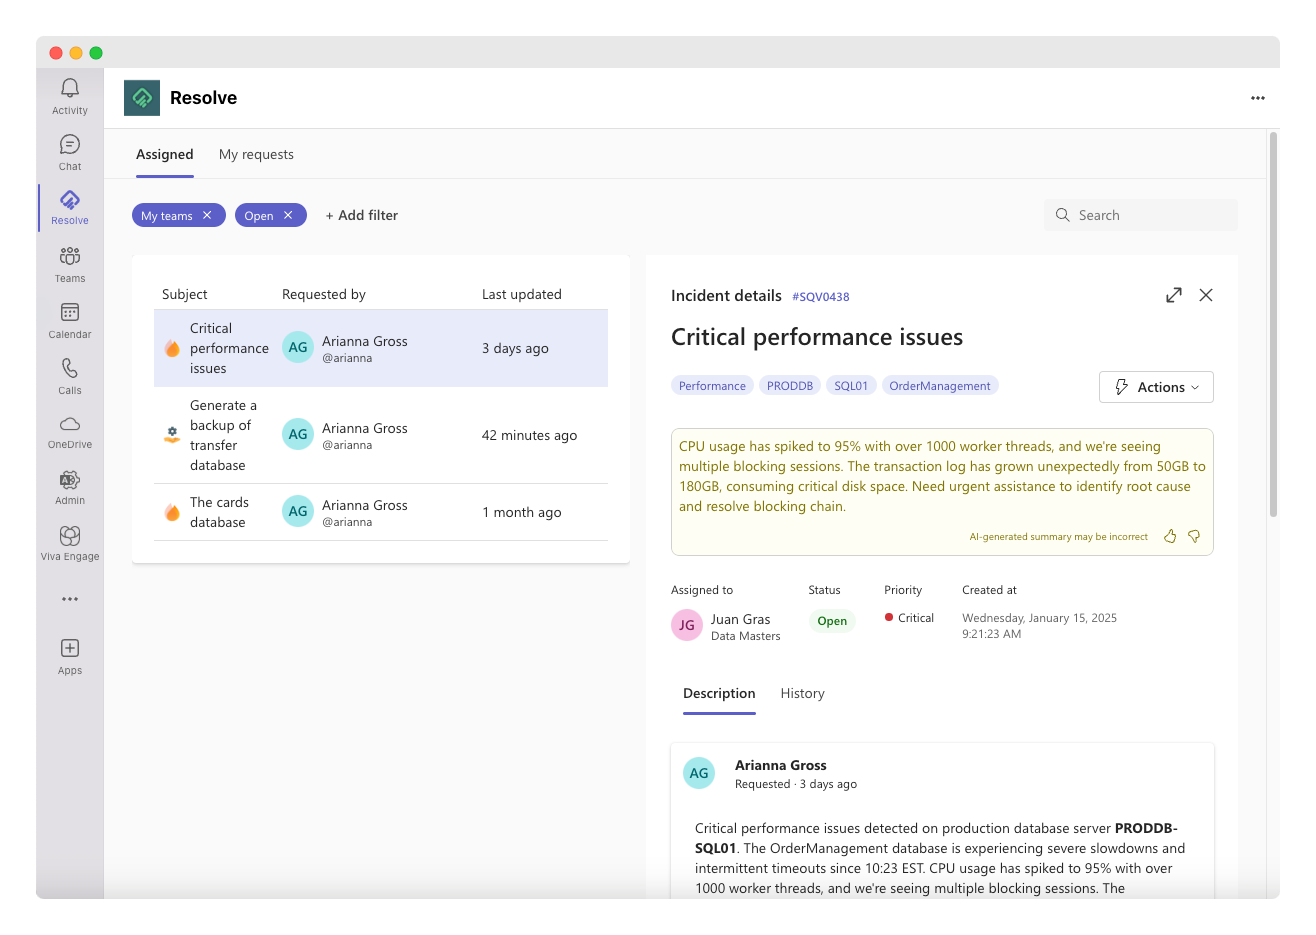 Activity
Chat
Resolve
Teams
Calendar
Calls
OneDrive
Admin
Viva Engage
Apps
Resolve
Assigned
My requests
My teams
Open
+ Add filter
Search
Subject
Requested by
Last updated
Critical
performance
issues
AG
Arianna Gross
@arianna
3 days ago
Generate a
backup of
transfer
database
AG
Arianna Gross
@arianna
42 minutes ago
The cards
database
AG
Arianna Gross
@arianna
1 month ago
Incident details #SQV0438
Critical performance issues
Performance
PRODDB
SQL01
OrderManagement
Actions
CPU usage has spiked to 95% with over 1000 worker threads, and we're seeing
multiple blocking sessions. The transaction log has grown unexpectedly from 50GB to
180GB, consuming critical disk space. Need urgent assistance to identify root cause
and resolve blocking chain.
AI-generated summary may be incorrect
Assigned to
JG
Juan Gras
Data Masters
Status
Open
Priority
Critical
Created at
Wednesday, January 15, 2025
9:21:23 AM
Description
History
AG
Arianna Gross
Requested · 3 days ago
Critical performance issues detected on production database server PRODDB-
SQL01. The OrderManagement database is experiencing severe slowdowns and
intermittent timeouts since 10:23 EST. CPU usage has spiked to 95% with over
1000 worker threads, and we're seeing multiple blocking sessions. The